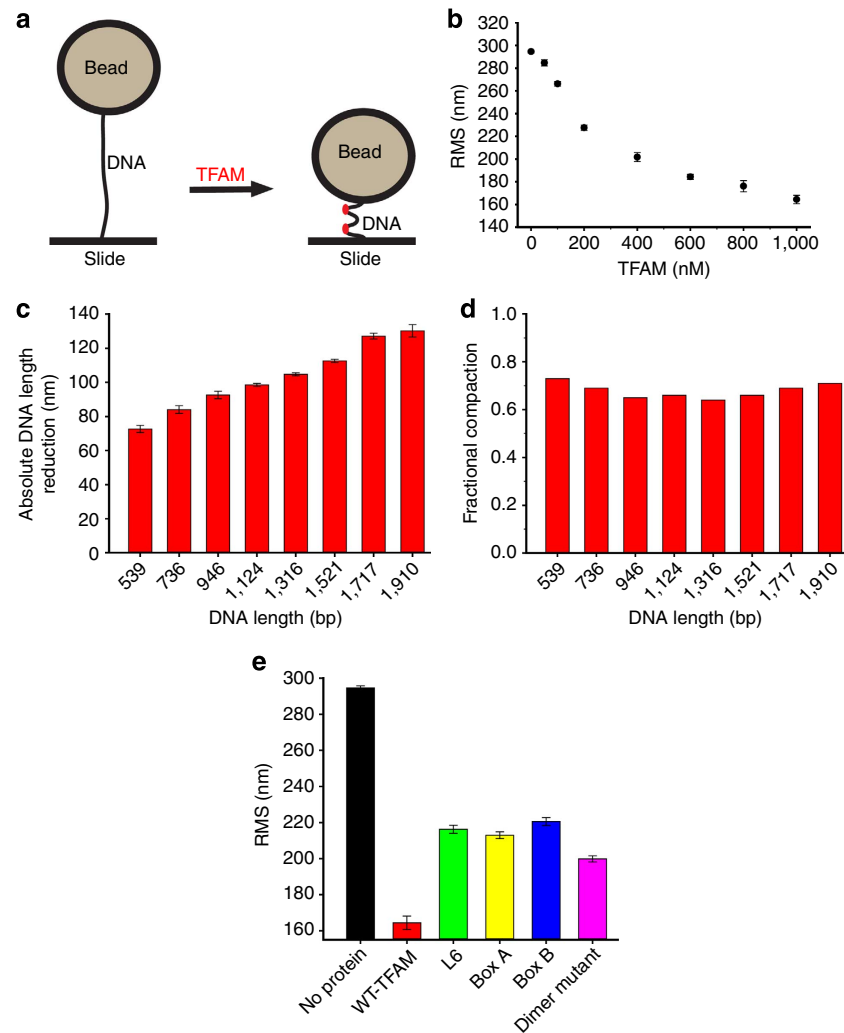 a
Bead
DNA
Slide
TFAM
Bead
DNA
Slide
b
RMS (nm)
320
300
280
260
240
220
200
180
160
140
0 200 400 600 800 1,000
TFAM (nM)
c
Absolute DNA length
reduction (nm)
140
120
100
80
60
40
20
0
539 736 946 1,124 1,316 1,521 1,717 1,910
DNA length (bp)
d
Fractional compaction
1.0
0.8
0.6
0.4
0.2
0.0
539 736 946 1,124 1,316 1,521 1,717 1,910
DNA length (bp)
e
RMS (nm)
300
280
260
240
220
200
180
160
No protein WT-TFAM L6 Box A Box B Dimer mutant